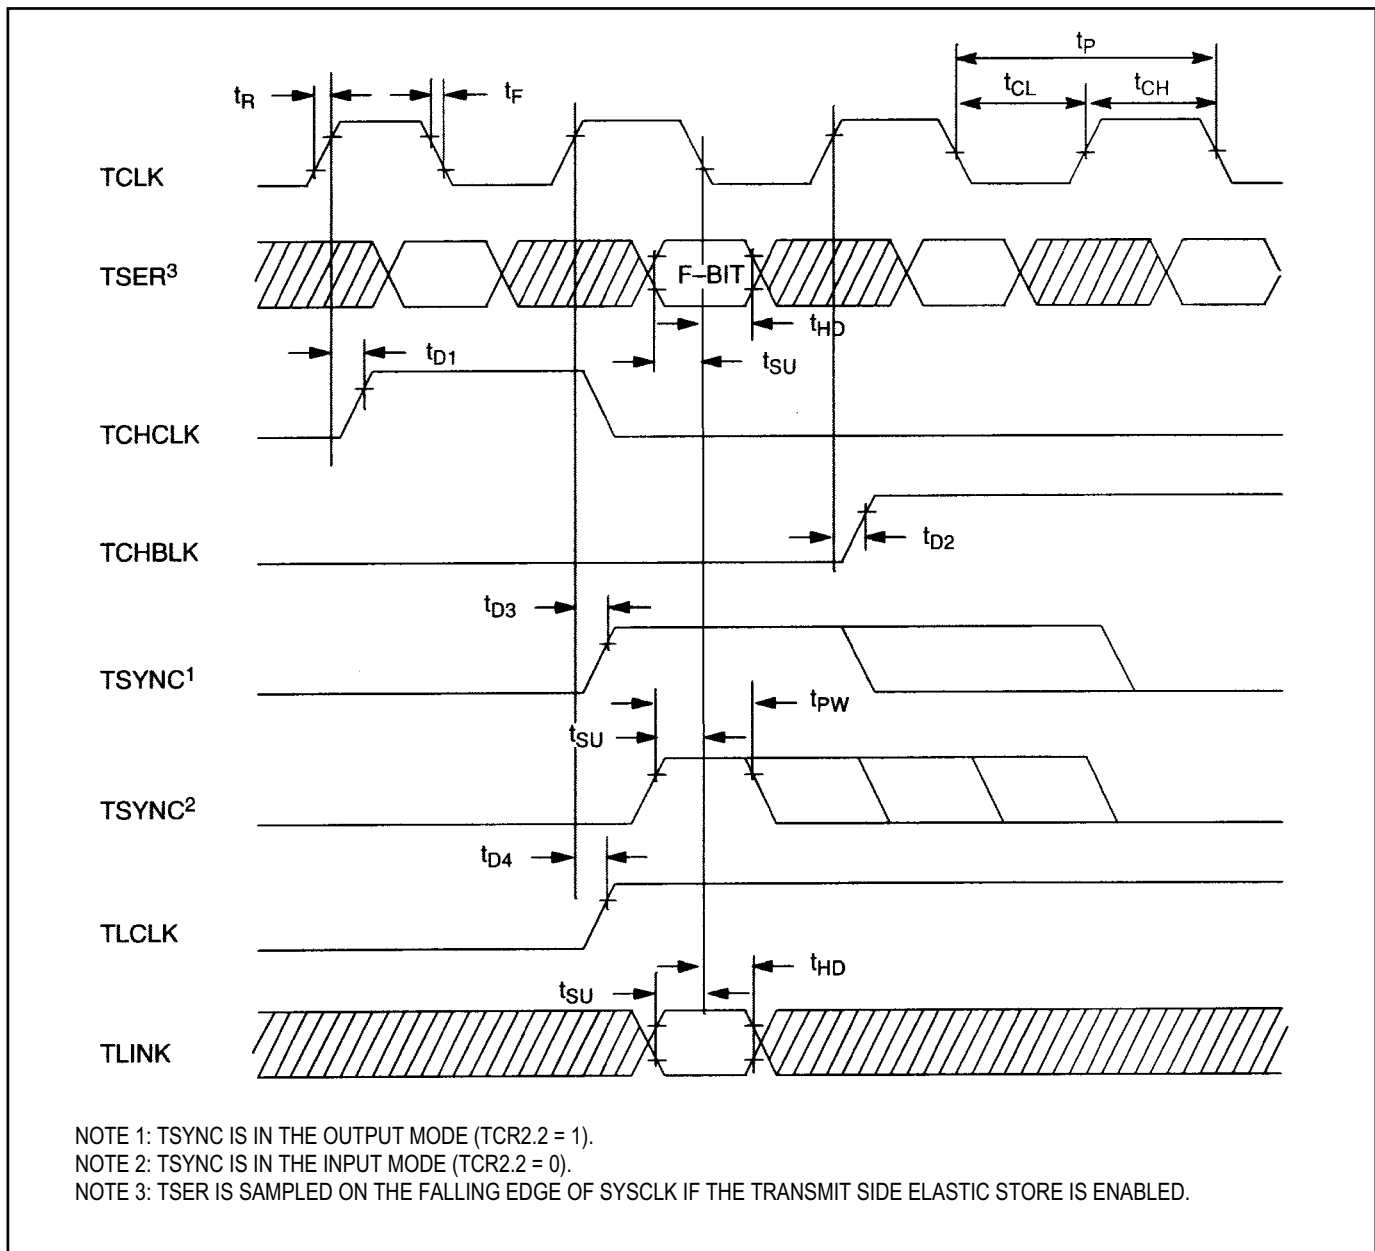 tP
tR
tF
tCL
tCH
TCLK
TSER3
F-BIT
tHD
tD1
tSU
TCHCLK
TCHBLK
tD2
tD3
TSYNC1
tPW
tSU
TSYNC2
tD4
TLCLK
tHD
tSU
TLINK
NOTE 1: TSYNC IS IN THE OUTPUT MODE (TCR2.2 = 1).
NOTE 2: TSYNC IS IN THE INPUT MODE (TCR2.2 = 0).
NOTE 3: TSER IS SAMPLED ON THE FALLING EDGE OF SYSCLK IF THE TRANSMIT SIDE ELASTIC STORE IS ENABLED.